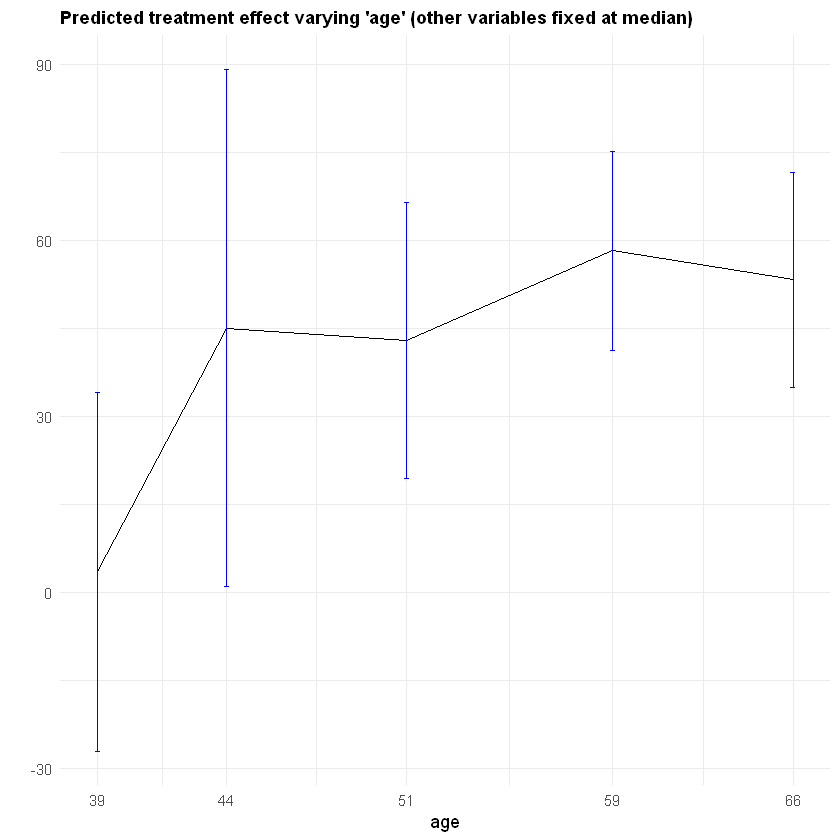 Predicted treatment effect varying 'age' (other variables fixed at median)
90
60
30
0
-30
39 44 51 59 66
age